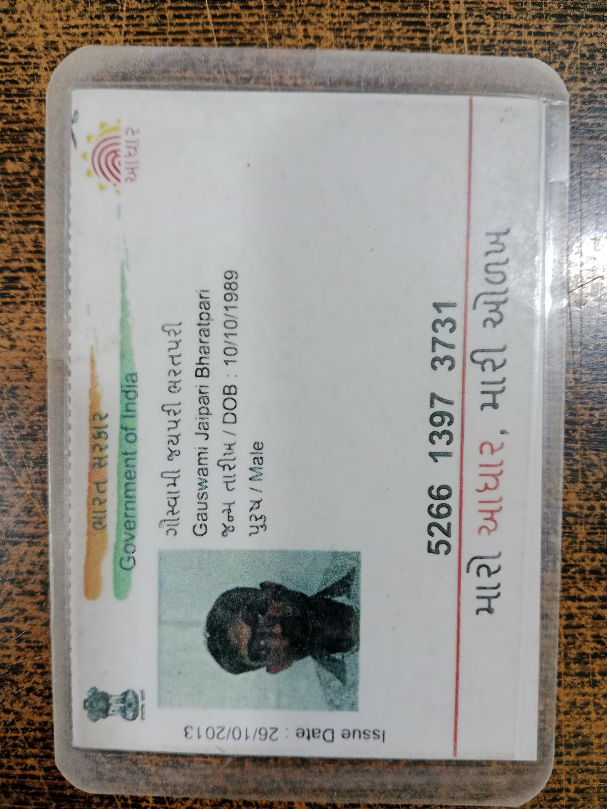 ભારત સરકાર
Government of India
આધાર
ગૌસ્વામી જયપરી ભરતપરી
Gauswami Jaipari Bharatpari
જન્મ તારીખ / DOB : 10/10/1989
પુરુષ / Male
Issue Date : 26/10/2013
5266 1397 3731
મારો આધાર, મારી ઓળખ